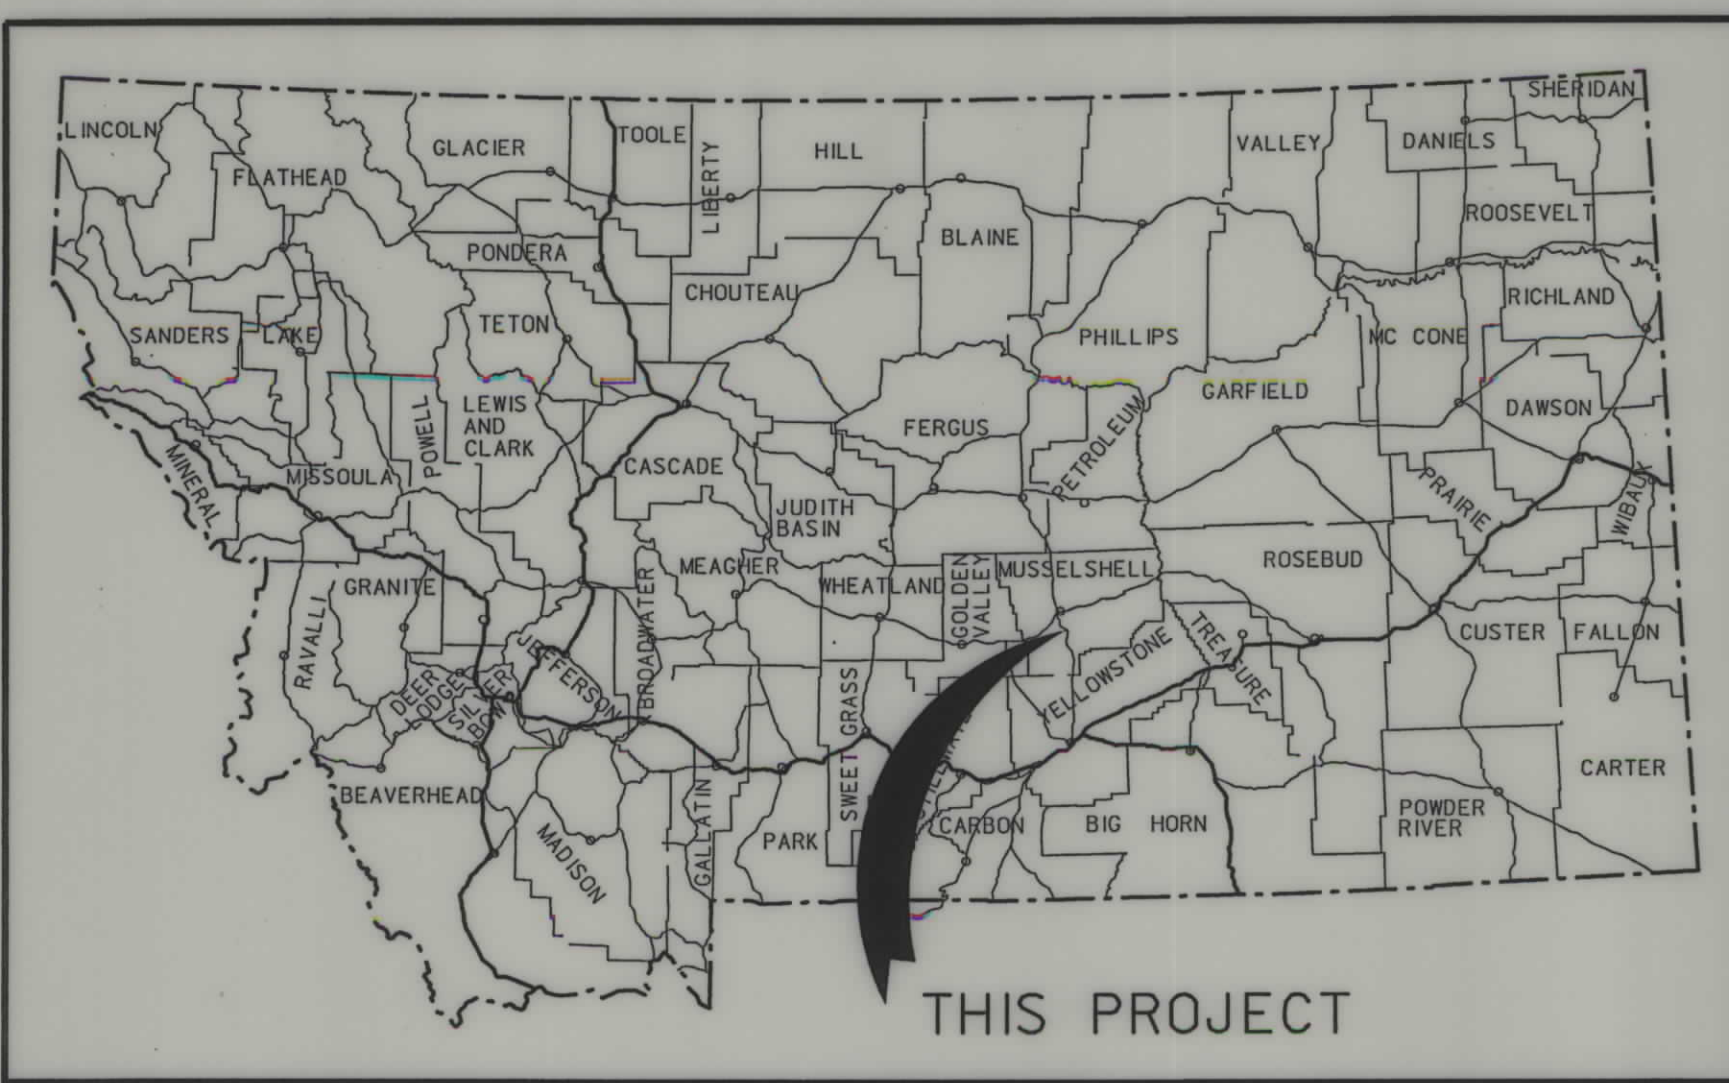 SHERIDAN
LINCOLN
GLACIER
TOOLE
LIBERTY
HILL
VALLEY
DANIELS
FLATHEAD
ROOSEVELT
PONDERA
BLAINE
CHOUTEAU
RICHLAND
SANDERS
LAKE
TETON
PHILLIPS
MC CONE
POWELL
LEWIS
AND
CLARK
GARFIELD
DAWSON
FERGUS
PETROLEUM
MINERAL
MISSOULA
CASCADE
PRAIRIE
WIBAUX
JUDITH
BASIN
MEAGHER
GRANITE
BROADWATER
WHEATLAND
GOLDEN
VALLEY
MUSSELSHELL
ROSEBUD
RAVALLI
JEFFERSON
TREASURE
CUSTER
FALLON
DEER
LODGE
SILVER
BOW
SWEET GRASS
YELLOWSTONE
BEAVERHEAD
MADISON
GALLATIN
PARK
CARBON
BIG HORN
POWDER
RIVER
CARTER
THIS PROJECT